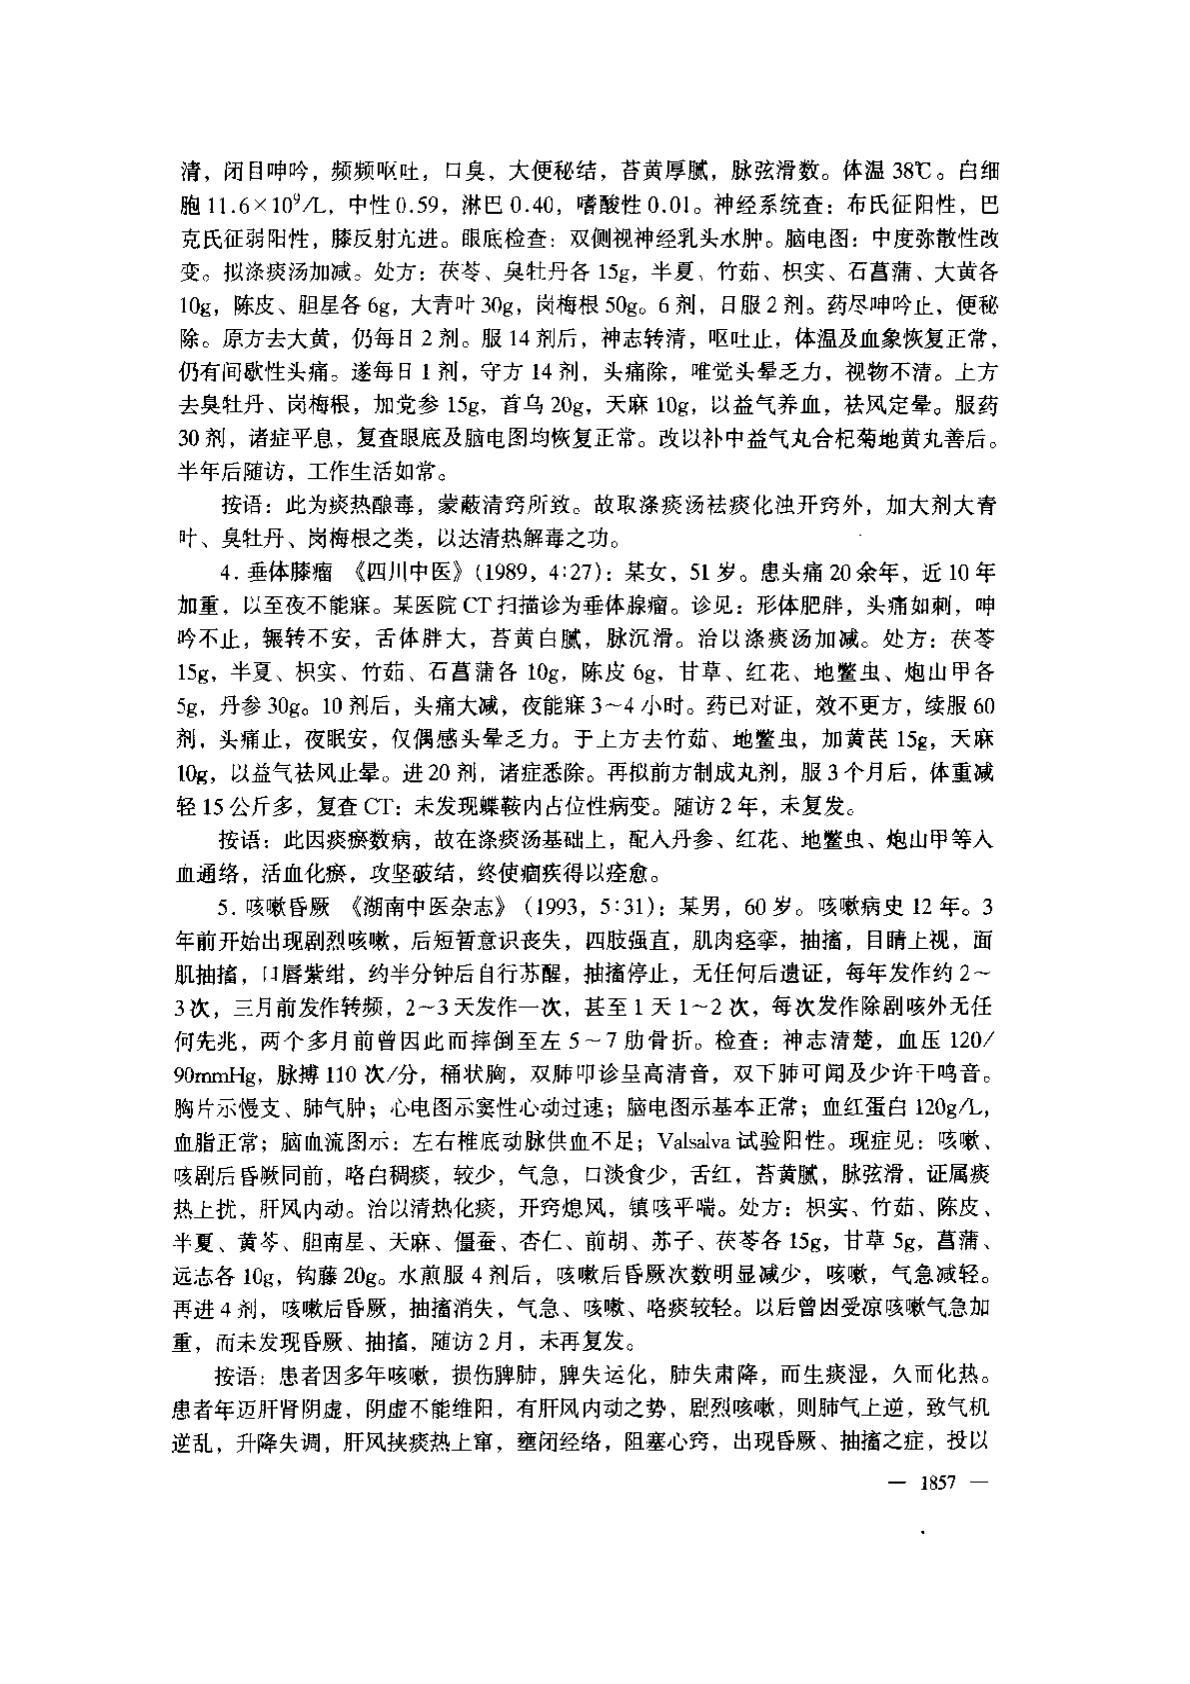 清，闭目呻吟，频频呕吐，口臭，大便秘结，苔黄厚腻，脉弦滑数。体温 38℃。白细
胞 11.6×10⁹/L，中性 0.59，淋巴 0.40，嗜酸性 0.01。神经系统查：布氏征阳性，巴
克氏征弱阳性，膝反射亢进。眼底检查：双侧视神经乳头水肿。脑电图：中度弥散性改
变。拟涤痰汤加减。处方：茯苓、臭牡丹各 15g，半夏、竹茹、枳实、石菖蒲、大黄各
10g，陈皮、胆星各 6g，大青叶 30g，岗梅根 50g。6 剂，日服 2 剂。药尽呻吟止，便秘
除。原方去大黄，仍每日 2 剂。服 14 剂后，神志转清，呕吐止，体温及血象恢复正常，
仍有间歇性头痛。遂每日 1 剂，守方 14 剂，头痛除，唯觉头晕乏力，视物不清。上方
去臭牡丹、岗梅根，加党参 15g，首乌 20g，天麻 10g，以益气养血，祛风定晕。服药
30 剂，诸症平息，复查眼底及脑电图均恢复正常。改以补中益气丸合杞菊地黄丸善后。
半年后随访，工作生活如常。
按语：此为痰热酿毒，蒙蔽清窍所致。故取涤痰汤祛痰化浊开窍外，加大剂大青
叶、臭牡丹、岗梅根之类，以达清热解毒之功。
4. 垂体膝瘤 《四川中医》(1989，4:27)：某女，51 岁。患头痛 20 余年，近 10 年
加重，以至夜不能寐。某医院 CT 扫描诊为垂体腺瘤。诊见：形体肥胖，头痛如刺，呻
吟不止，辗转不安，舌体胖大，苔黄白腻，脉沉滑。治以涤痰汤加减。处方：茯苓
15g，半夏、枳实、竹茹、石菖蒲各 10g，陈皮 6g，甘草、红花、地鳖虫、炮山甲各
5g，丹参 30g。10 剂后，头痛大减，夜能寐 3～4 小时。药已对证，效不更方，续服 60
剂，头痛止，夜眠安，仅偶感头晕乏力。于上方去竹茹、地鳖虫，加黄芪 15g，天麻
10g，以益气祛风止晕。进 20 剂，诸症悉除。再拟前方制成丸剂，服 3 个月后，体重减
轻 15 公斤多，复查 CT：未发现蝶鞍内占位性病变。随访 2 年，未复发。
按语：此因痰瘀数病，故在涤痰汤基础上，配入丹参、红花、地鳖虫、炮山甲等入
血通络，活血化瘀，攻坚破结，终使痼疾得以痊愈。
5. 咳嗽昏厥 《湖南中医杂志》(1993，5:31)：某男，60 岁。咳嗽病史 12 年。3
年前开始出现剧烈咳嗽，后短暂意识丧失，四肢强直，肌肉痉挛，抽搐，目睛上视，面
肌抽搐，口唇紫绀，约半分钟后自行苏醒，抽搐停止，无任何后遗证，每年发作约 2～
3 次，三月前发作转频，2～3 天发作一次，甚至 1 天 1～2 次，每次发作除剧咳外无任
何先兆，两个多月前曾因此而摔倒至左 5～7 肋骨折。检查：神志清楚，血压 120/
90mmHg，脉搏 110 次/分，桶状胸，双肺叩诊呈高清音，双下肺可闻及少许干鸣音。
胸片示慢支、肺气肿；心电图示窦性心动过速；脑电图示基本正常；血红蛋白 120g/L，
血脂正常；脑血流图示：左右椎底动脉供血不足；Valsalva 试验阳性。现症见：咳嗽、
咳剧后昏厥同前，咯白稠痰，较少，气急，口淡食少，舌红，苔黄腻，脉弦滑，证属痰
热上扰，肝风内动。治以清热化痰，开窍熄风，镇咳平喘。处方：枳实、竹茹、陈皮、
半夏、黄芩、胆南星、天麻、僵蚕、杏仁、前胡、苏子、茯苓各 15g，甘草 5g，菖蒲、
远志各 10g，钩藤 20g。水煎服 4 剂后，咳嗽后昏厥次数明显减少，咳嗽，气急减轻。
再进 4 剂，咳嗽后昏厥，抽搐消失，气急、咳嗽、咯痰较轻。以后曾因受凉咳嗽气急加
重，而未发现昏厥、抽搐，随访 2 月，未再复发。
按语：患者因多年咳嗽，损伤脾肺，脾失运化，肺失肃降，而生痰湿，久而化热。
患者年迈肝肾阴虚，阴虚不能维阳，有肝风内动之势，剧烈咳嗽，则肺气上逆，致气机
逆乱，升降失调，肝风挟痰热上窜，壅闭经络，阻塞心窍，出现昏厥、抽搐之症，投以
— 1857 —